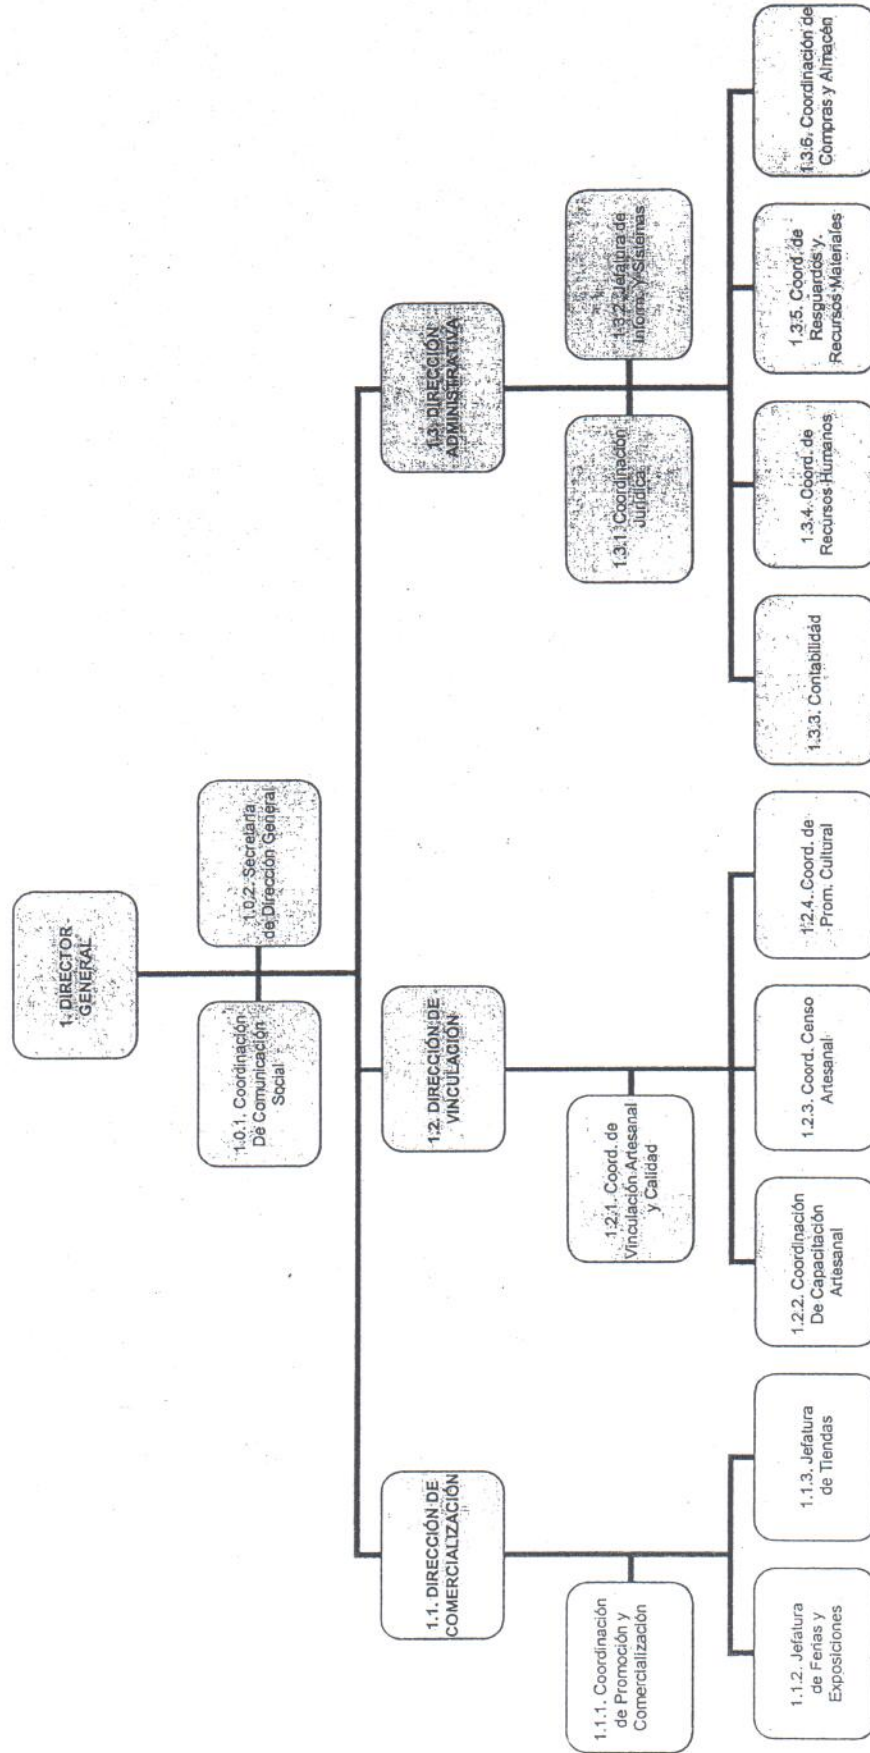 1. DIRECTOR
GENERAL
1.0.1. Coordinación
De Comunicación
Social
1.0.2. Secretaria
de Dirección General
1.1. DIRECCIÓN DE
COMERCIALIZACIÓN
1.2. DIRECCIÓN DE
VINCULACIÓN
1.3. DIRECCIÓN
ADMINISTRATIVA
1.1.1. Coordinación
de Promoción y
Comercialización
1.2.1. Coord. de
Vinculación Artesanal
y Calidad
1.3.1. Coordinación
Jurídica
1.3.2. Jefatura de
Inform. y Sistemas
1.1.2. Jefatura
de Ferias y
Exposiciones
1.1.3. Jefatura
de Tiendas
1.2.2. Coordinación
De Capacitación
Artesanal
1.2.3. Coord. Censo
Artesanal
1.2.4. Coord. de
Prom. Cultural
1.3.3. Contabilidad
1.3.4. Coord. de
Recursos Humanos
1.3.5. Coord. de
Resguardos y
Recursos Materiales
1.3.6. Coordinación de
Compras y Almacén